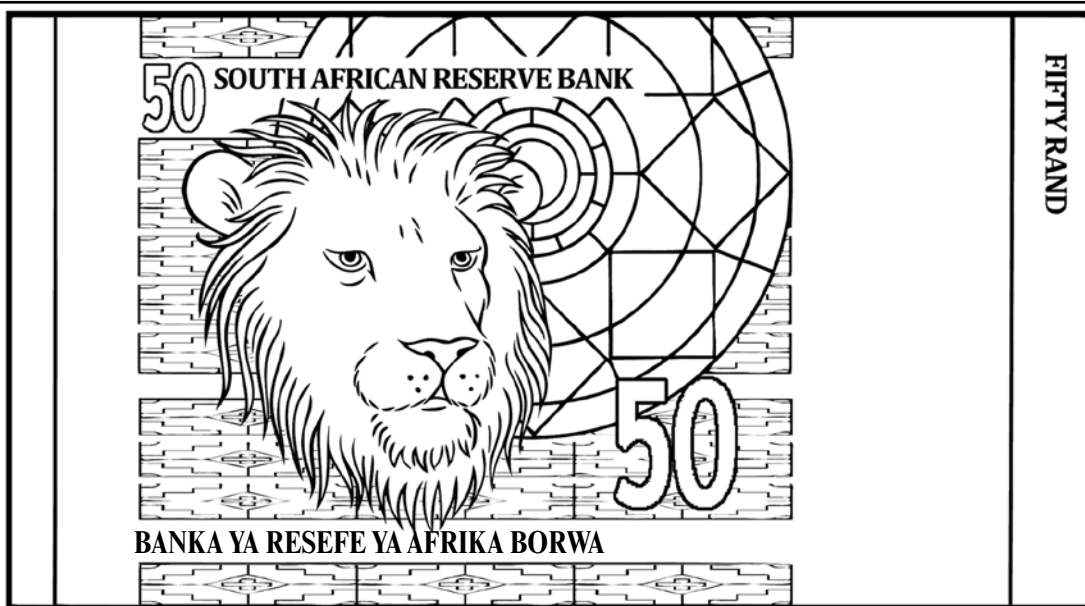 50 SOUTH AFRICAN RESERVE BANK
FIFTY RAND
50
BANKA YA RESEFE YA AFRIKA BORWA